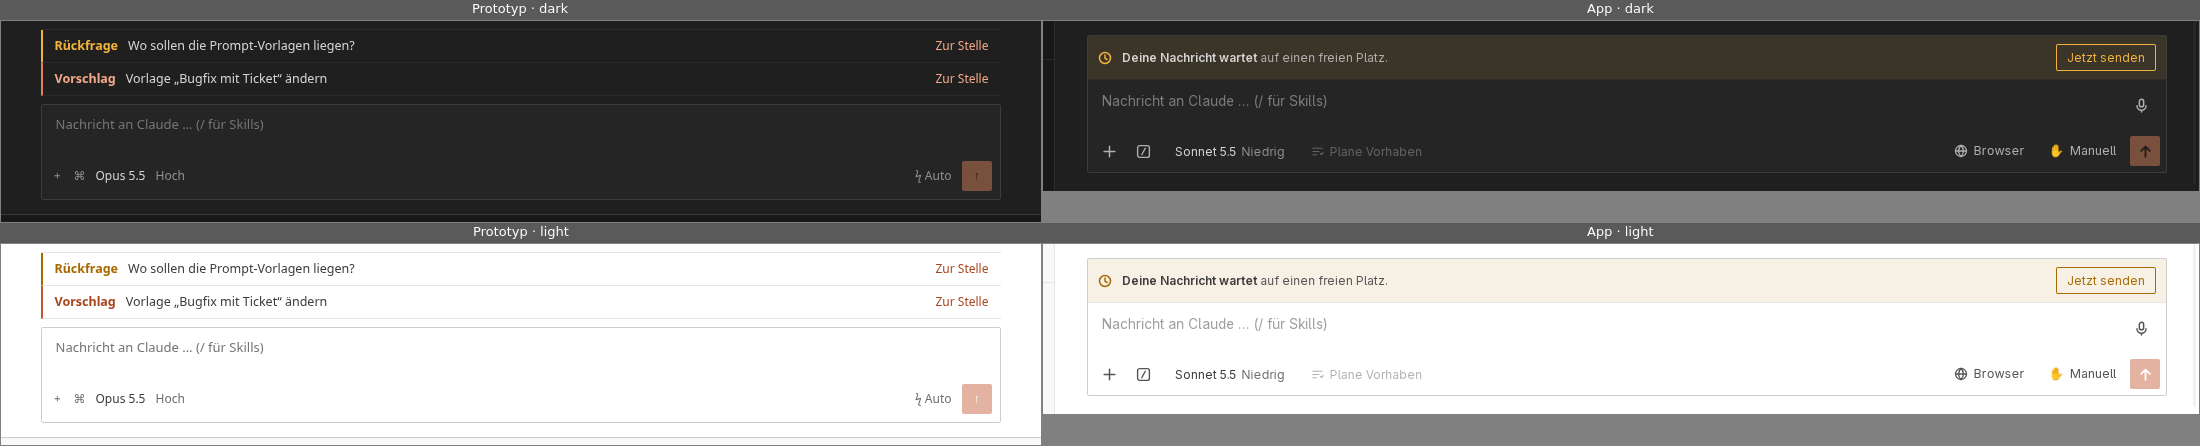 Prototyp · dark
Rückfrage Wo sollen die Prompt-Vorlagen liegen? Zur Stelle
Vorschlag Vorlage „Bugfix mit Ticket“ ändern Zur Stelle
Nachricht an Claude … (/ für Skills)
+ ⌘ Opus 5.5 Hoch Auto ↑
App · dark
Deine Nachricht wartet auf einen freien Platz. Jetzt senden
Nachricht an Claude … (/ für Skills)
Sonnet 5.5 Niedrig Plane Vorhaben Browser Manuell
Prototyp · light
Rückfrage Wo sollen die Prompt-Vorlagen liegen? Zur Stelle
Vorschlag Vorlage „Bugfix mit Ticket“ ändern Zur Stelle
Nachricht an Claude … (/ für Skills)
+ ⌘ Opus 5.5 Hoch Auto ↑
App · light
Deine Nachricht wartet auf einen freien Platz. Jetzt senden
Nachricht an Claude … (/ für Skills)
Sonnet 5.5 Niedrig Plane Vorhaben Browser Manuell